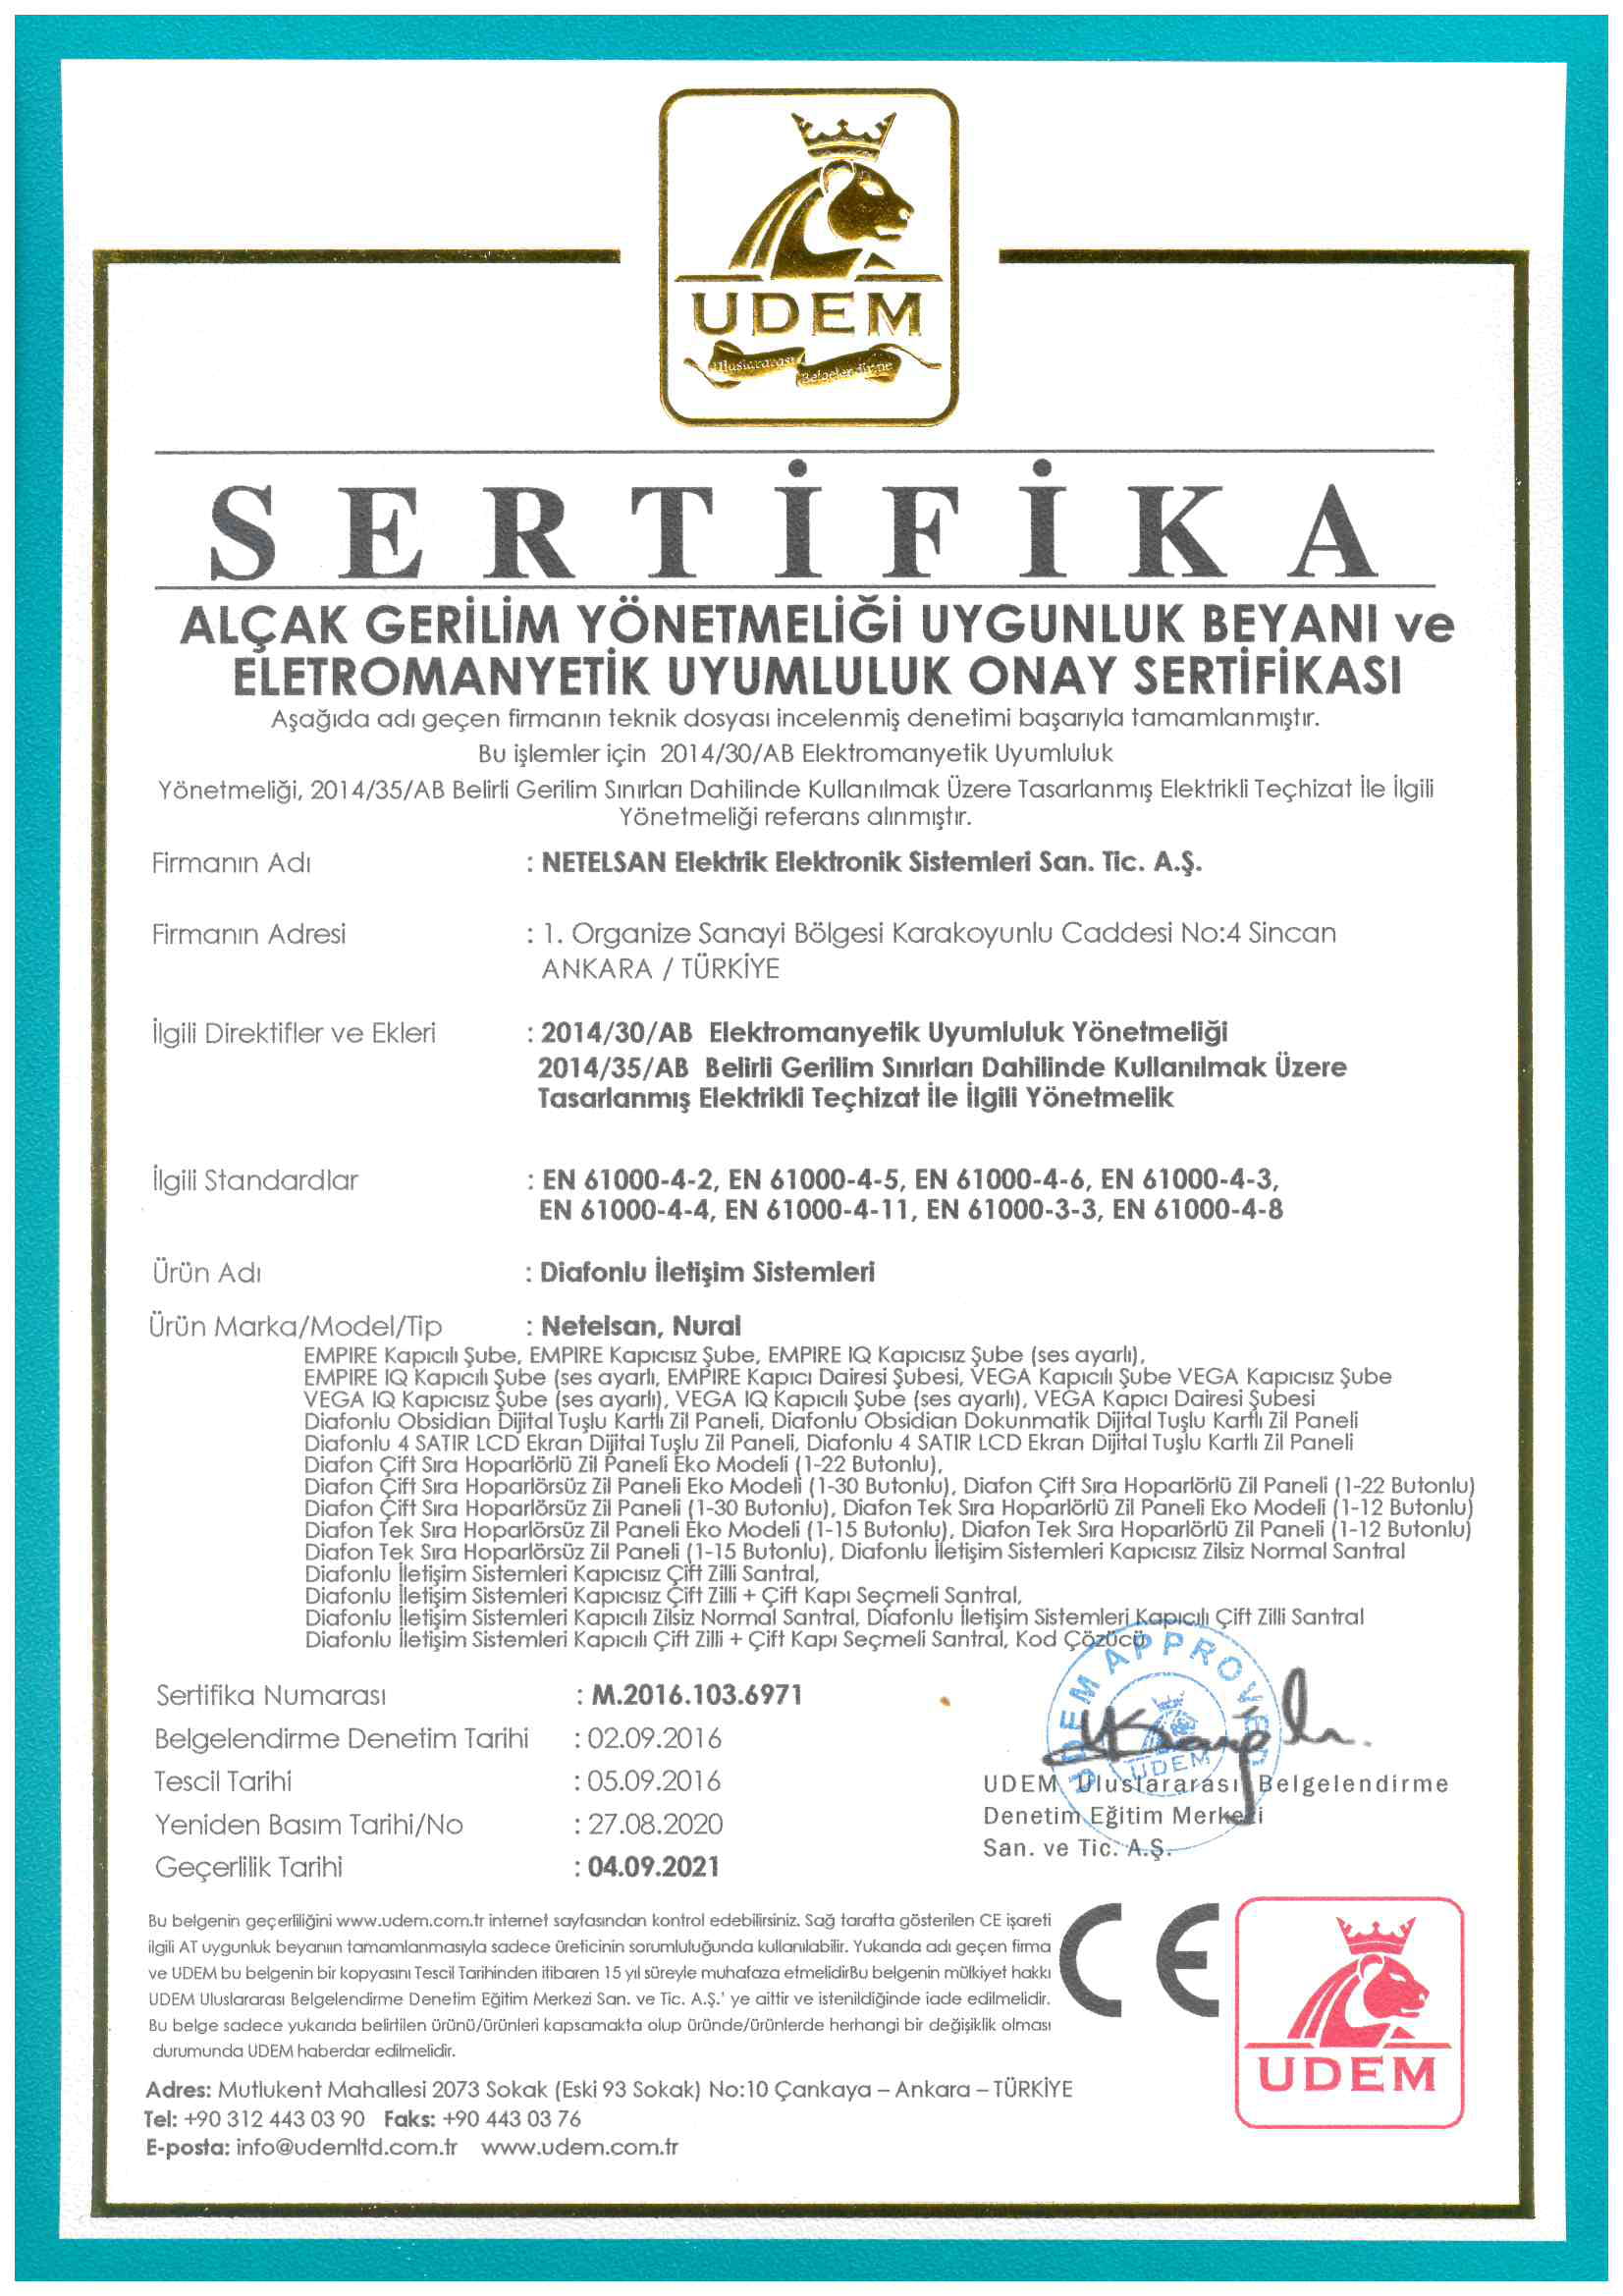 UDEM
Uluslararası
Belgelendirme
SERTİFİKA
ALÇAK GERİLİM YÖNETMELİĞİ UYGUNLUK BEYANI ve
ELETROMANYETİK UYUMLULUK ONAY SERTİFİKASI
Aşağıda adı geçen firmanın teknik dosyası incelenmiş denetimi başarıyla tamamlanmıştır.
Bu işlemler için 2014/30/AB Elektromanyetik Uyumluluk
Yönetmeliği, 2014/35/AB Belirli Gerilim Sınırları Dahilinde Kullanılmak Üzere Tasarlanmış Elektrikli Teçhizat İle İlgili
Yönetmeliği referans alınmıştır.
Firmanın Adı : NETELSAN Elektrik Elektronik Sistemleri San. Tic. A.Ş.
Firmanın Adresi : 1. Organize Sanayi Bölgesi Karakoyunlu Caddesi No:4 Sincan
ANKARA / TÜRKİYE
İlgili Direktifler ve Ekleri : 2014/30/AB Elektromanyetik Uyumluluk Yönetmeliği
2014/35/AB Belirli Gerilim Sınırları Dahilinde Kullanılmak Üzere
Tasarlanmış Elektrikli Teçhizat İle İlgili Yönetmelik
İlgili Standardlar : EN 61000-4-2, EN 61000-4-5, EN 61000-4-6, EN 61000-4-3,
EN 61000-4-4, EN 61000-4-11, EN 61000-3-3, EN 61000-4-8
Ürün Adı : Diafonlu İletişim Sistemleri
Ürün Marka/Model/Tip : Netelsan, Nural
EMPIRE Kapıcılı Şube, EMPIRE Kapıcısız Şube, EMPIRE IQ Kapıcısız Şube (ses ayarlı),
EMPIRE IQ Kapıcılı Şube (ses ayarlı, EMPIRE Kapıcı Dairesi Şubesi, VEGA Kapıcılı Şube VEGA Kapıcısız Şube
VEGA IQ Kapıcısız Şube (ses ayarlı), VEGA IQ Kapıcılı Şube (ses ayarlı), VEGA Kapıcı Dairesi Şubesi
Diafonlu Obsidian Dijital Tuşlu Kartlı Zil Paneli, Diafonlu Obsidian Dokunmatik Dijital Tuşlu Kartlı Zil Paneli
Diafonlu 4 SATIR LCD Ekran Dijital Tuşlu Zil Paneli, Diafonlu 4 SATIR LCD Ekran Dijital Tuşlu Kartlı Zil Paneli
Diafon Çift Sıra Hoparlörlü Zil Paneli Eko Modeli (1-22 Butonlu),
Diafon Çift Sıra Hoparlörsüz Zil Paneli Eko Modeli (1-30 Butonlu), Diafon Çift Sıra Hoparlörlü Zil Paneli (1-22 Butonlu)
Diafon Çift Sıra Hoparlörsüz Zil Paneli (1-30 Butonlu), Diafon Tek Sıra Hoparlörlü Zil Paneli Eko Modeli (1-12 Butonlu)
Diafon Tek Sıra Hoparlörsüz Zil Paneli Eko Modeli (1-15 Butonlu), Diafon Tek Sıra Hoparlörlü Zil Paneli (1-12 Butonlu)
Diafon Tek Sıra Hoparlörsüz Zil Paneli (1-15 Butonlu), Diafonlu İletişim Sistemleri Kapıcısız Zilsiz Normal Santral
Diafonlu İletişim Sistemleri Kapıcısız Çift Zilli Santral,
Diafonlu İletişim Sistemleri Kapıcısız Çift Zilli + Çift Kapı Seçmeli Santral,
Diafonlu İletişim Sistemleri Kapıcılı Zilsiz Normal Santral, Diafonlu İletişim Sistemleri Kapıcılı Çift Zilli Santral
Diafonlu İletişim Sistemleri Kapıcılı Çift Zilli + Çift Kapı Seçmeli Santral, Kod Çözücü
Sertifika Numarası : M.2016.103.6971
Belgelendirme Denetim Tarihi : 02.09.2016
Tescil Tarihi : 05.09.2016
Yeniden Basım Tarihi/No : 27.08.2020
Geçerlilik Tarihi : 04.09.2021
UDEM APPROVED
UDEM
UDEM Uluslararası Belgelendirme
Denetim Eğitim Merkezi
San. ve Tic. A.Ş.
Bu belgenin geçerliliğini www.udem.com.tr internet sayfasından kontrol edebilirsiniz. Sağ tarafta gösterilen CE işareti
ilgili AT uygunluk beyanıın tamamlanmasıyla sadece üreticinin sorumluluğunda kullanılabilir. Yukarıda adı geçen firma
ve UDEM bu belgenin bir kopyasını Tescil Tarihinden itibaren 15 yıl süreyle muhafaza etmelidirBu belgenin mülkiyet hakkı
UDEM Uluslararası Belgelendirme Denetim Eğitim Merkezi San. ve Tic. A.Ş.' ye aittir ve istenildiğinde iade edilmelidir.
Bu belge sadece yukarıda belirtilen ürünü/ürünleri kapsamakta olup üründe/ürünlerde herhangi bir değişiklik olması
durumunda UDEM haberdar edilmelidir.
CE
UDEM
Adres: Mutlukent Mahallesi 2073 Sokak (Eski 93 Sokak) No:10 Çankaya – Ankara – TÜRKİYE
Tel: +90 312 443 03 90 Faks: +90 443 03 76
E-posta: info@udemltd.com.tr www.udem.com.tr